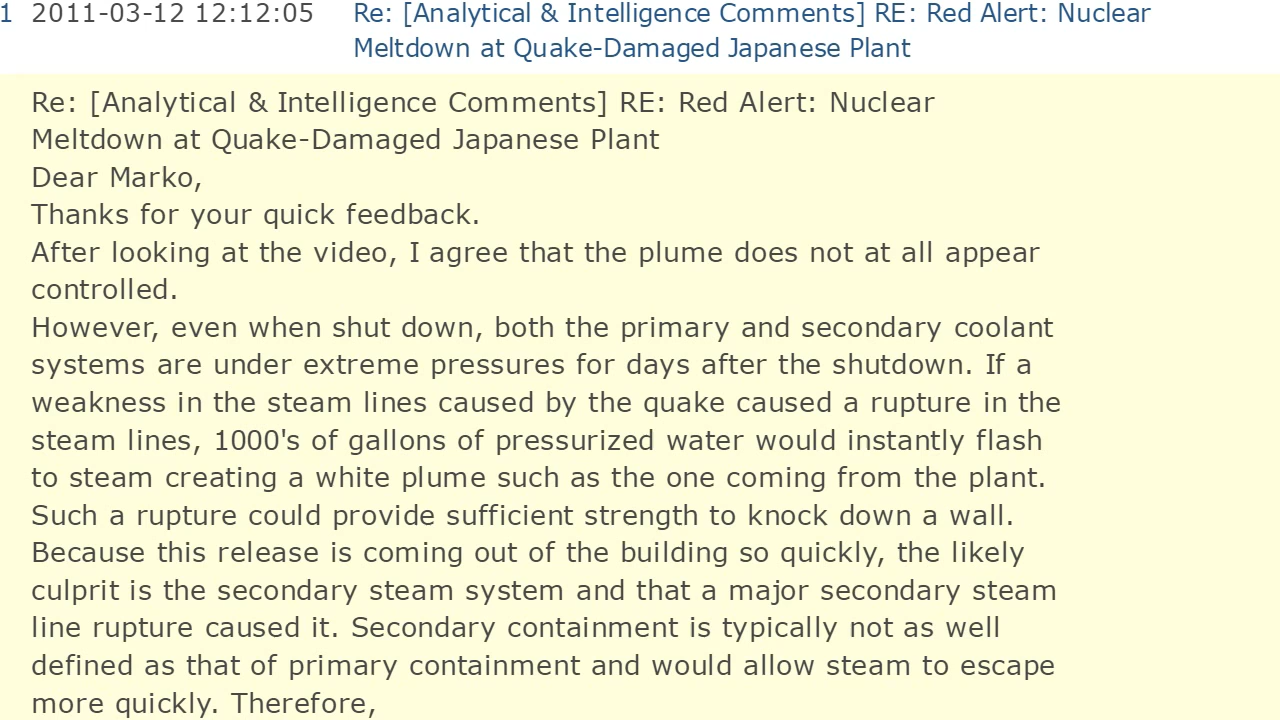 1 2011-03-12 12:12:05 Re: [Analytical & Intelligence Comments] RE: Red Alert: Nuclear
Meltdown at Quake-Damaged Japanese Plant
Re: [Analytical & Intelligence Comments] RE: Red Alert: Nuclear
Meltdown at Quake-Damaged Japanese Plant
Dear Marko,
Thanks for your quick feedback.
After looking at the video, I agree that the plume does not at all appear
controlled.
However, even when shut down, both the primary and secondary coolant
systems are under extreme pressures for days after the shutdown. If a
weakness in the steam lines caused by the quake caused a rupture in the
steam lines, 1000's of gallons of pressurized water would instantly flash
to steam creating a white plume such as the one coming from the plant.
Such a rupture could provide sufficient strength to knock down a wall.
Because this release is coming out of the building so quickly, the likely
culprit is the secondary steam system and that a major secondary steam
line rupture caused it. Secondary containment is typically not as well
defined as that of primary containment and would allow steam to escape
more quickly. Therefore,